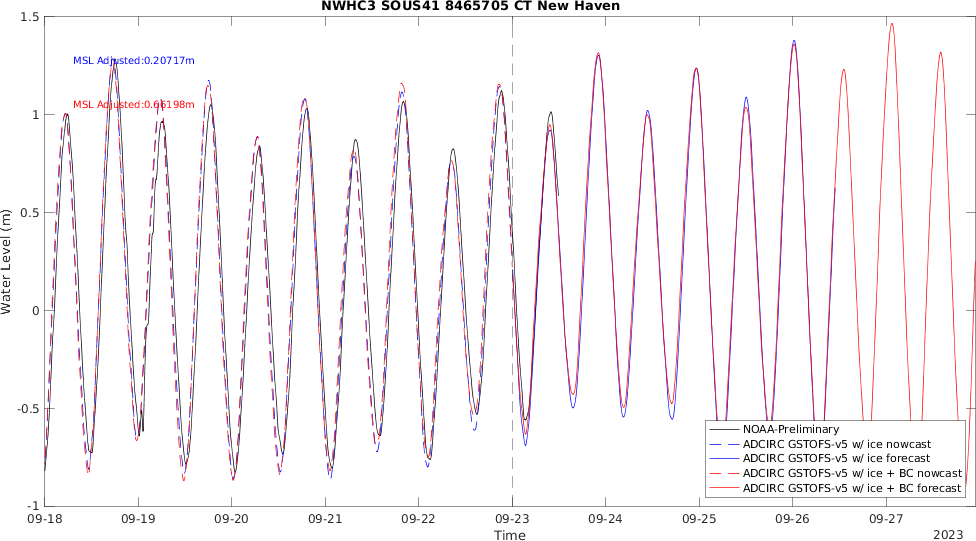 NWHC3 SOUS41 8465705 CT New Haven
1.5
1
0.5
0
-0.5
-1
Water Level (m)
MSL Adjusted:0.20717m
MSL Adjusted:0.66198m
NOAA-Preliminary
ADCIRC GSTOFS-v5 w/ ice nowcast
ADCIRC GSTOFS-v5 w/ ice forecast
ADCIRC GSTOFS-v5 w/ ice + BC nowcast
ADCIRC GSTOFS-v5 w/ ice + BC forecast
09-18 09-19 09-20 09-21 09-22 09-23 09-24 09-25 09-26 09-27
Time
2023